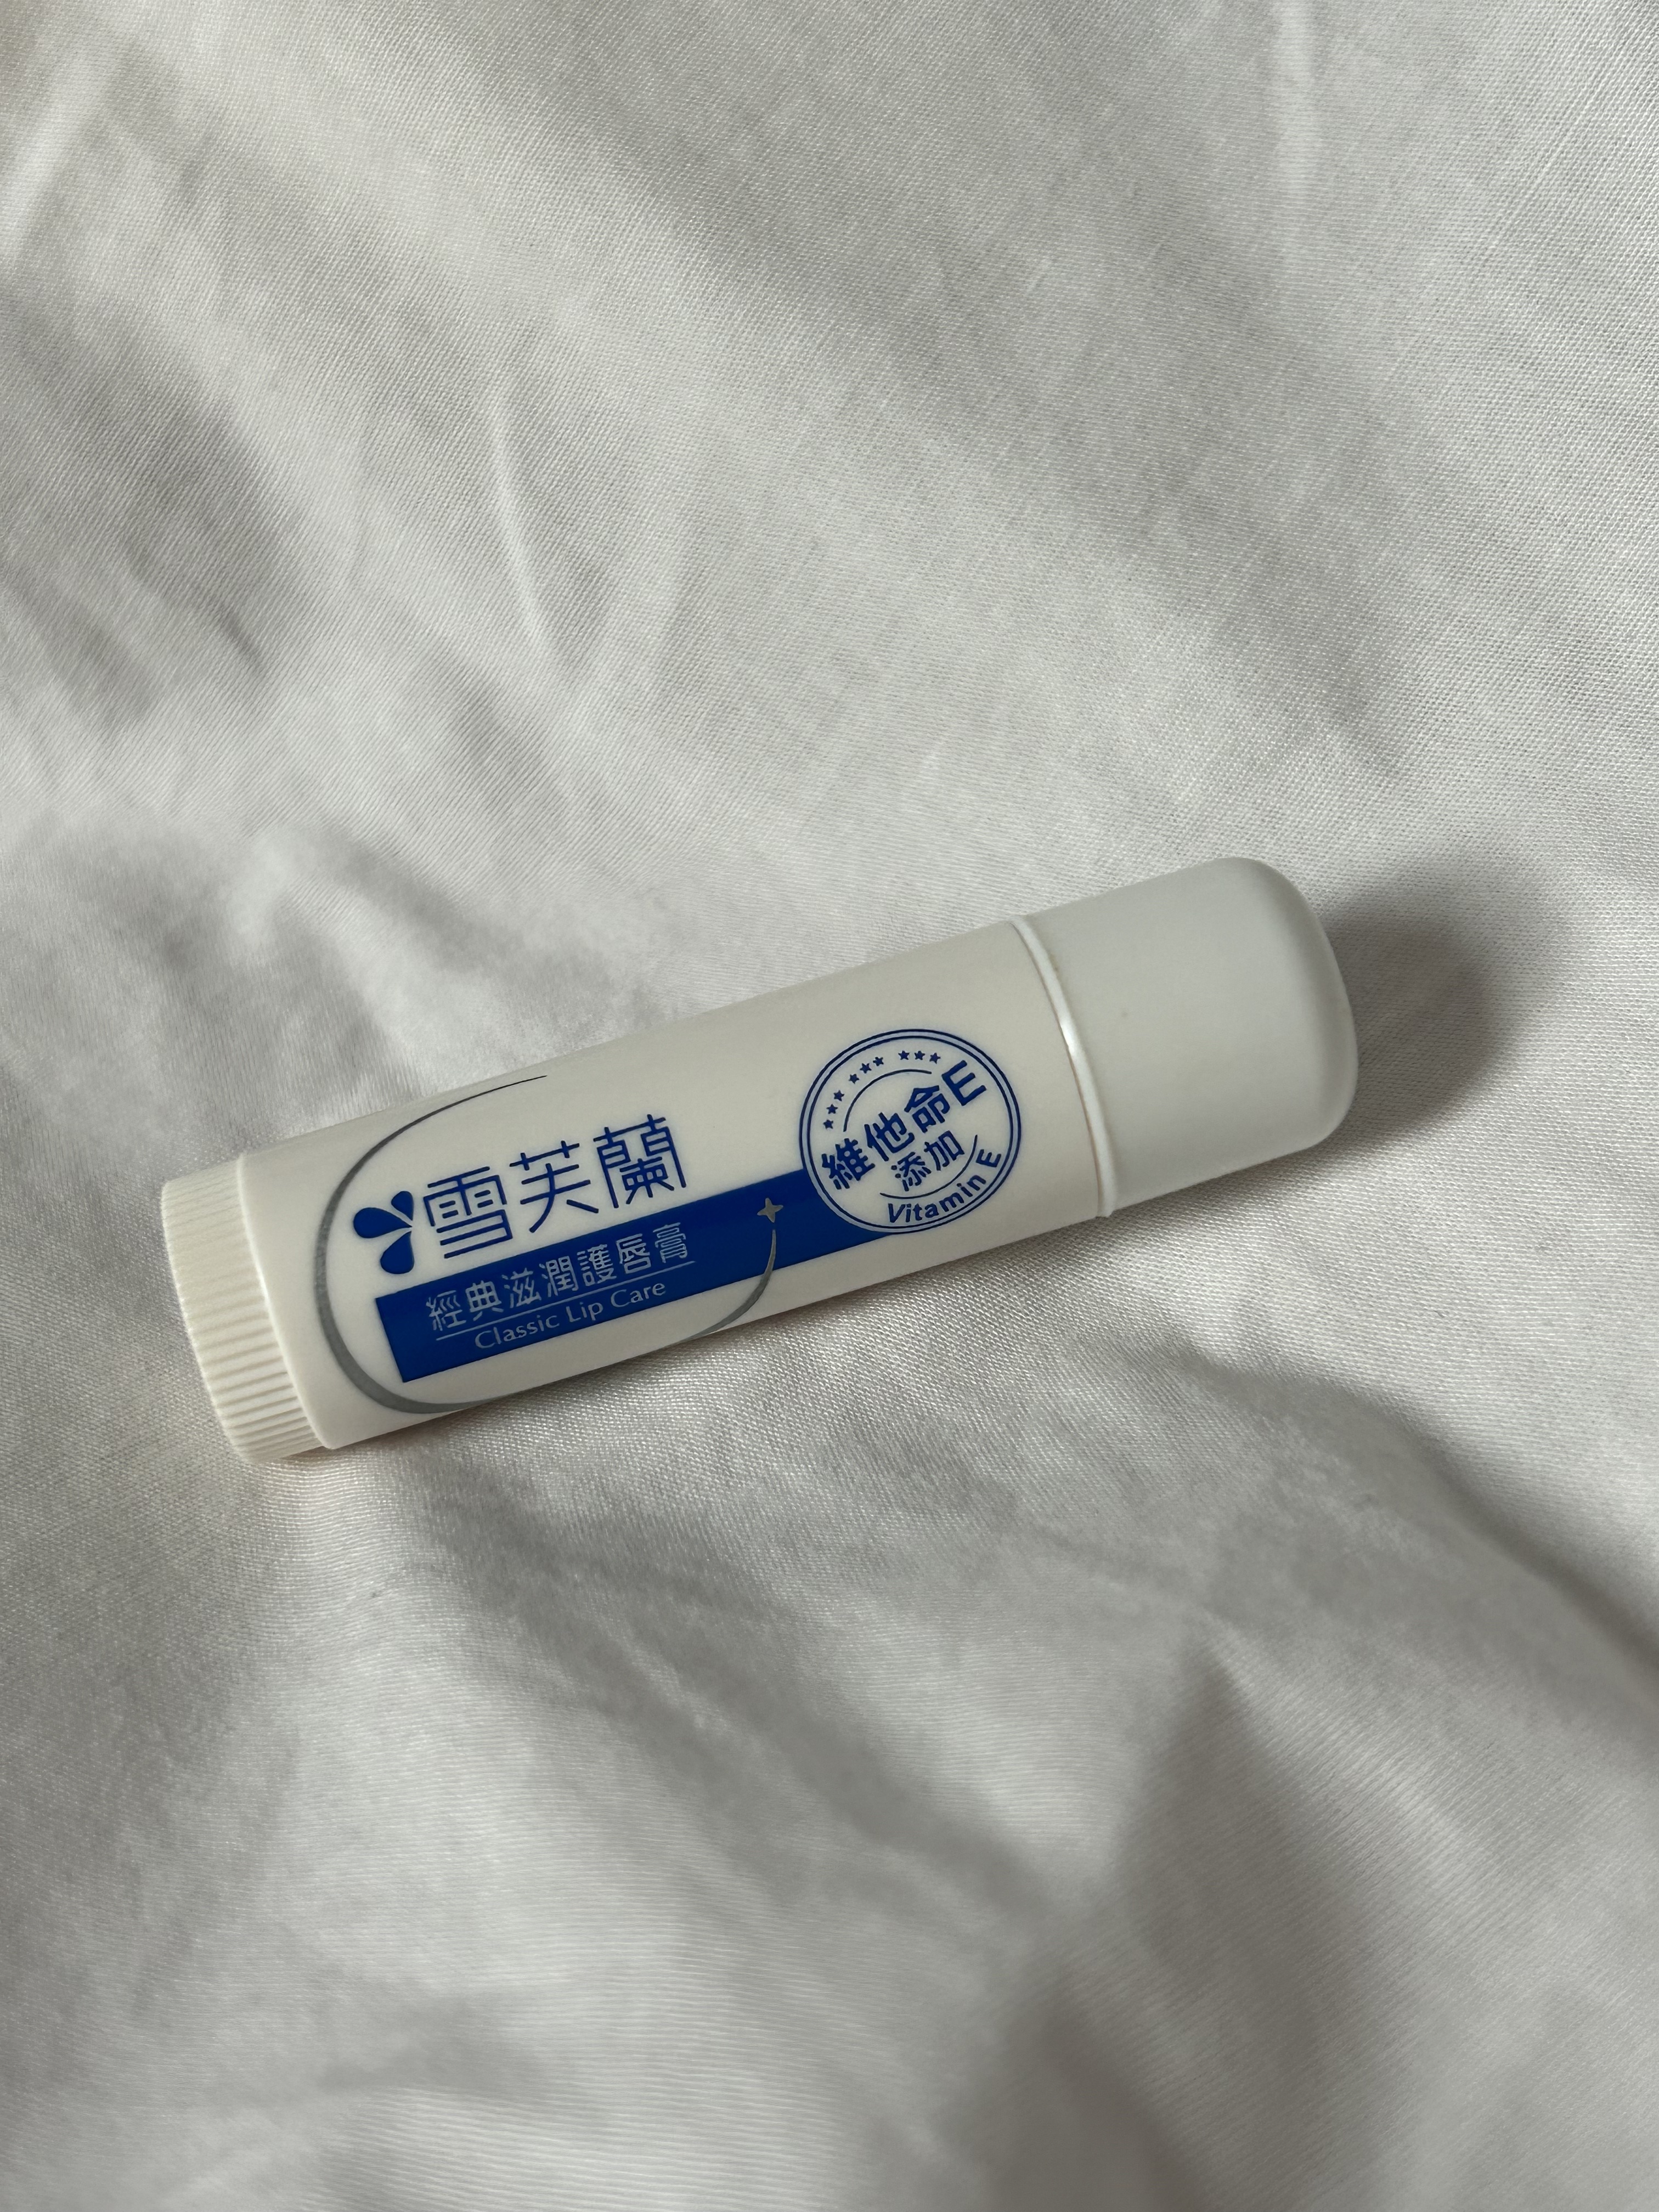 雪芙蘭
經典滋潤護唇膏
Classic Lip Care
維他命E
添加
Vitamin E